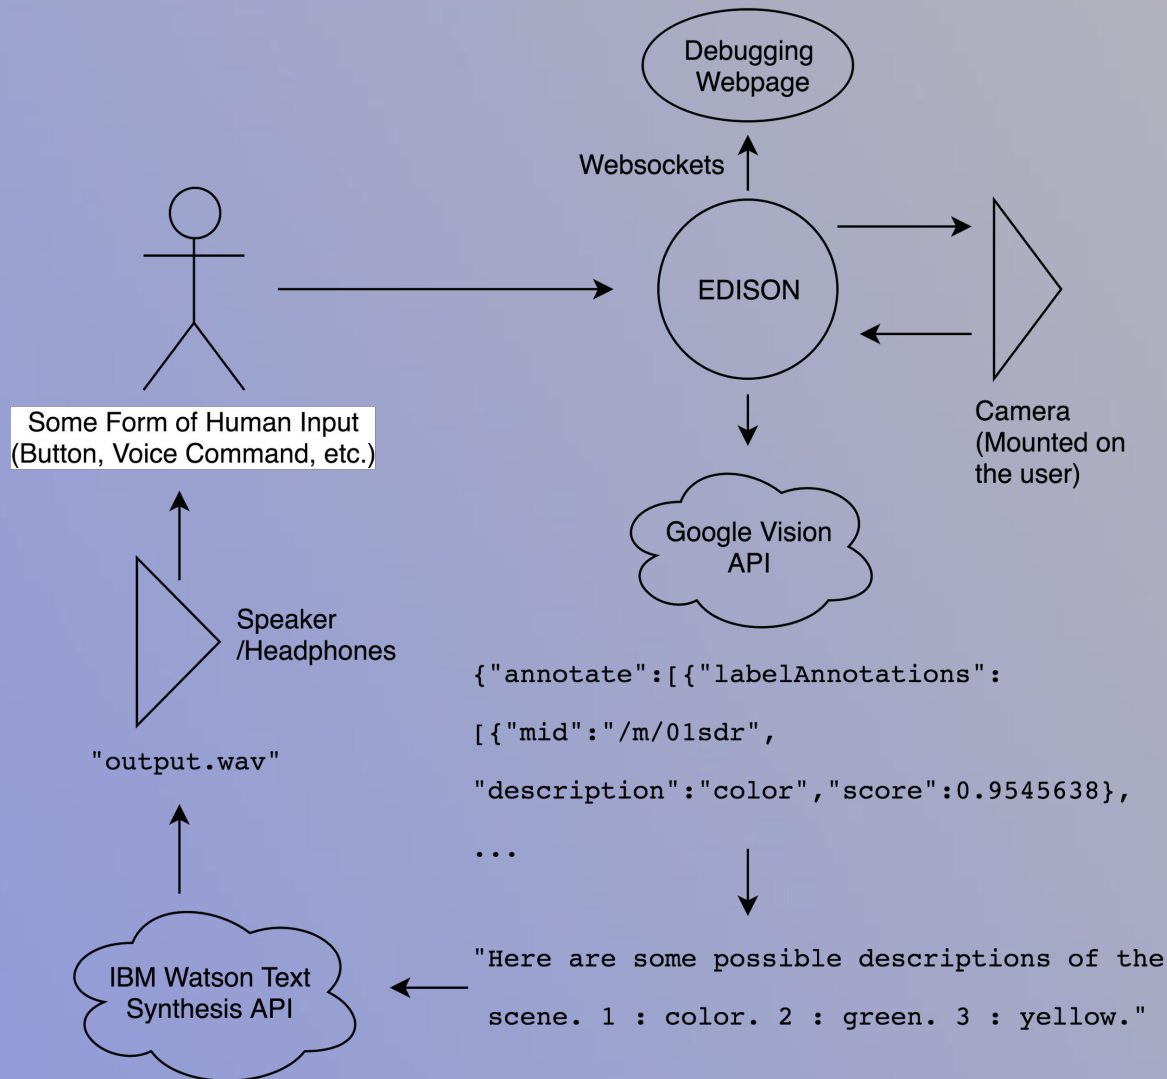 Debugging
Webpage
Websockets
EDISON
Some Form of Human Input
(Button, Voice Command, etc.)
Camera
(Mounted on
the user)
Google Vision
API
Speaker
/Headphones
{"annotate":[{"labelAnnotations":
[{"mid":"/m/01sdr",
"output.wav"
"description":"color","score":0.9545638},
...
"Here are some possible descriptions of the
scene. 1 : color. 2 : green. 3 : yellow."
IBM Watson Text
Synthesis API